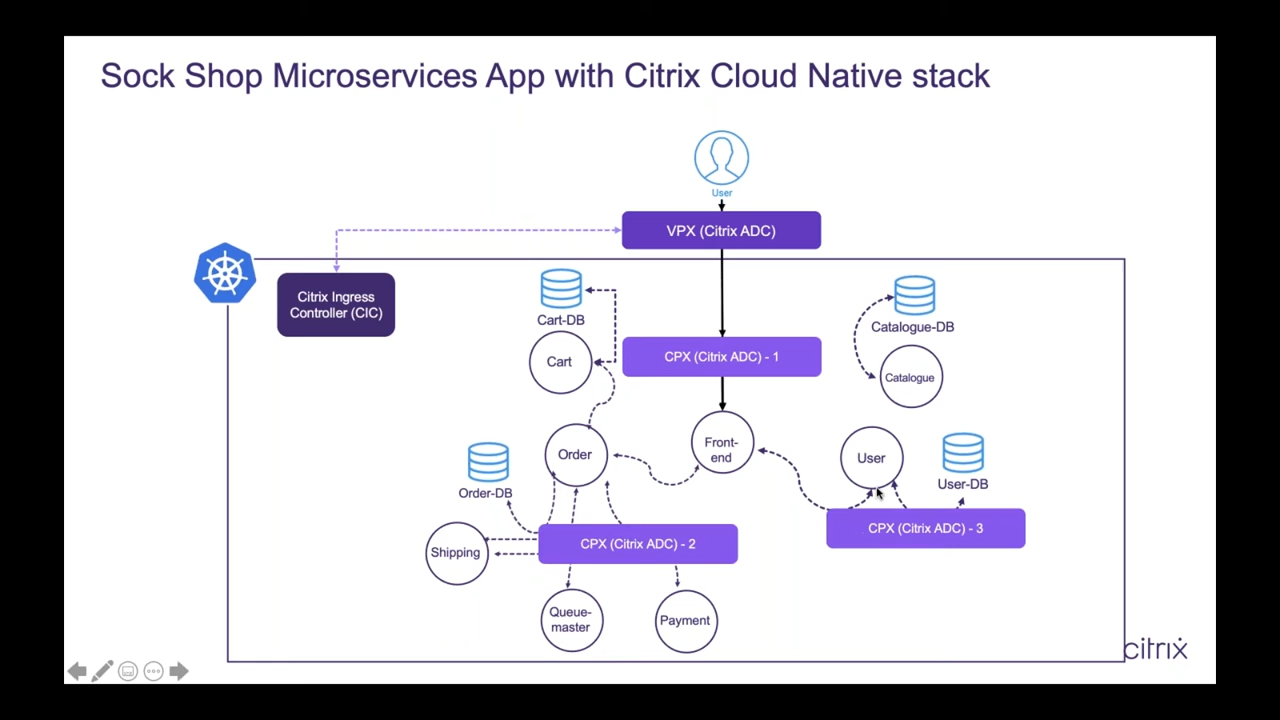 Sock Shop Microservices App with Citrix Cloud Native stack
User
VPX (Citrix ADC)
Citrix Ingress
Controller (CIC)
Cart-DB
Cart
CPX (Citrix ADC) - 1
Catalogue-DB
Catalogue
Order-DB
Order
Front-
end
User
User-DB
Shipping
CPX (Citrix ADC) - 2
CPX (Citrix ADC) - 3
Queue-
master
Payment
citrix